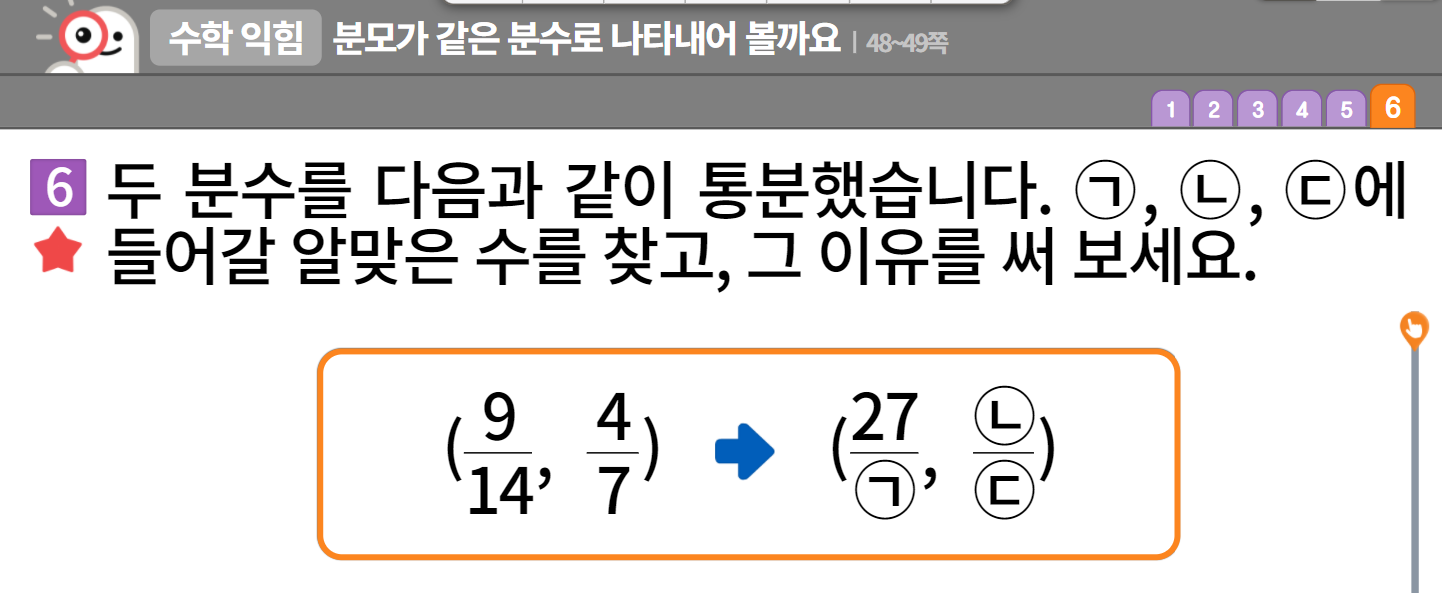 수학 익힘 분모가 같은 분수로 나타내어 볼까요 | 48~49쪽
1 2 3 4 5 6
6 두 분수를 다음과 같이 통분했습니다. ㉠, ㉡, ㉢에
★ 들어갈 알맞은 수를 찾고, 그 이유를 써 보세요.
(9/14, 4/7) ➡ (27/㉠, ㉡/㉢)